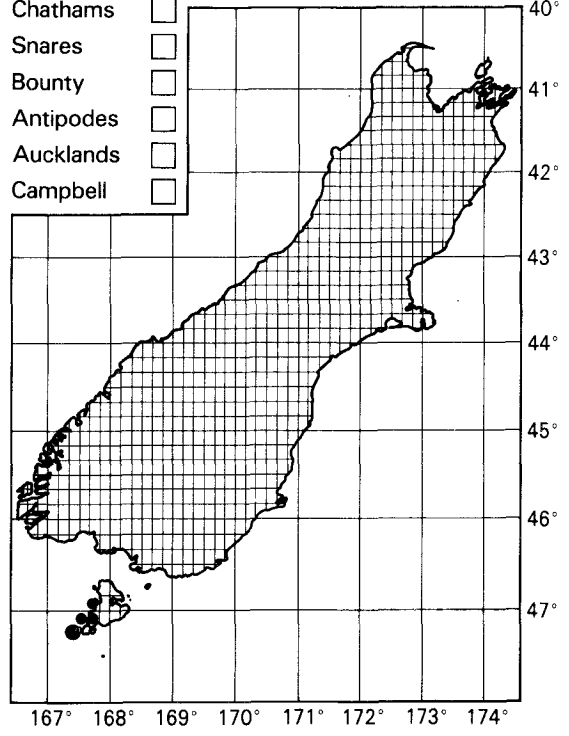 Chathams
Snares
Bounty
Antipodes
Aucklands
Campbell
40°
41°
42°
43°
44°
45°
46°
47°
167° 168° 169° 170° 171° 172° 173° 174°